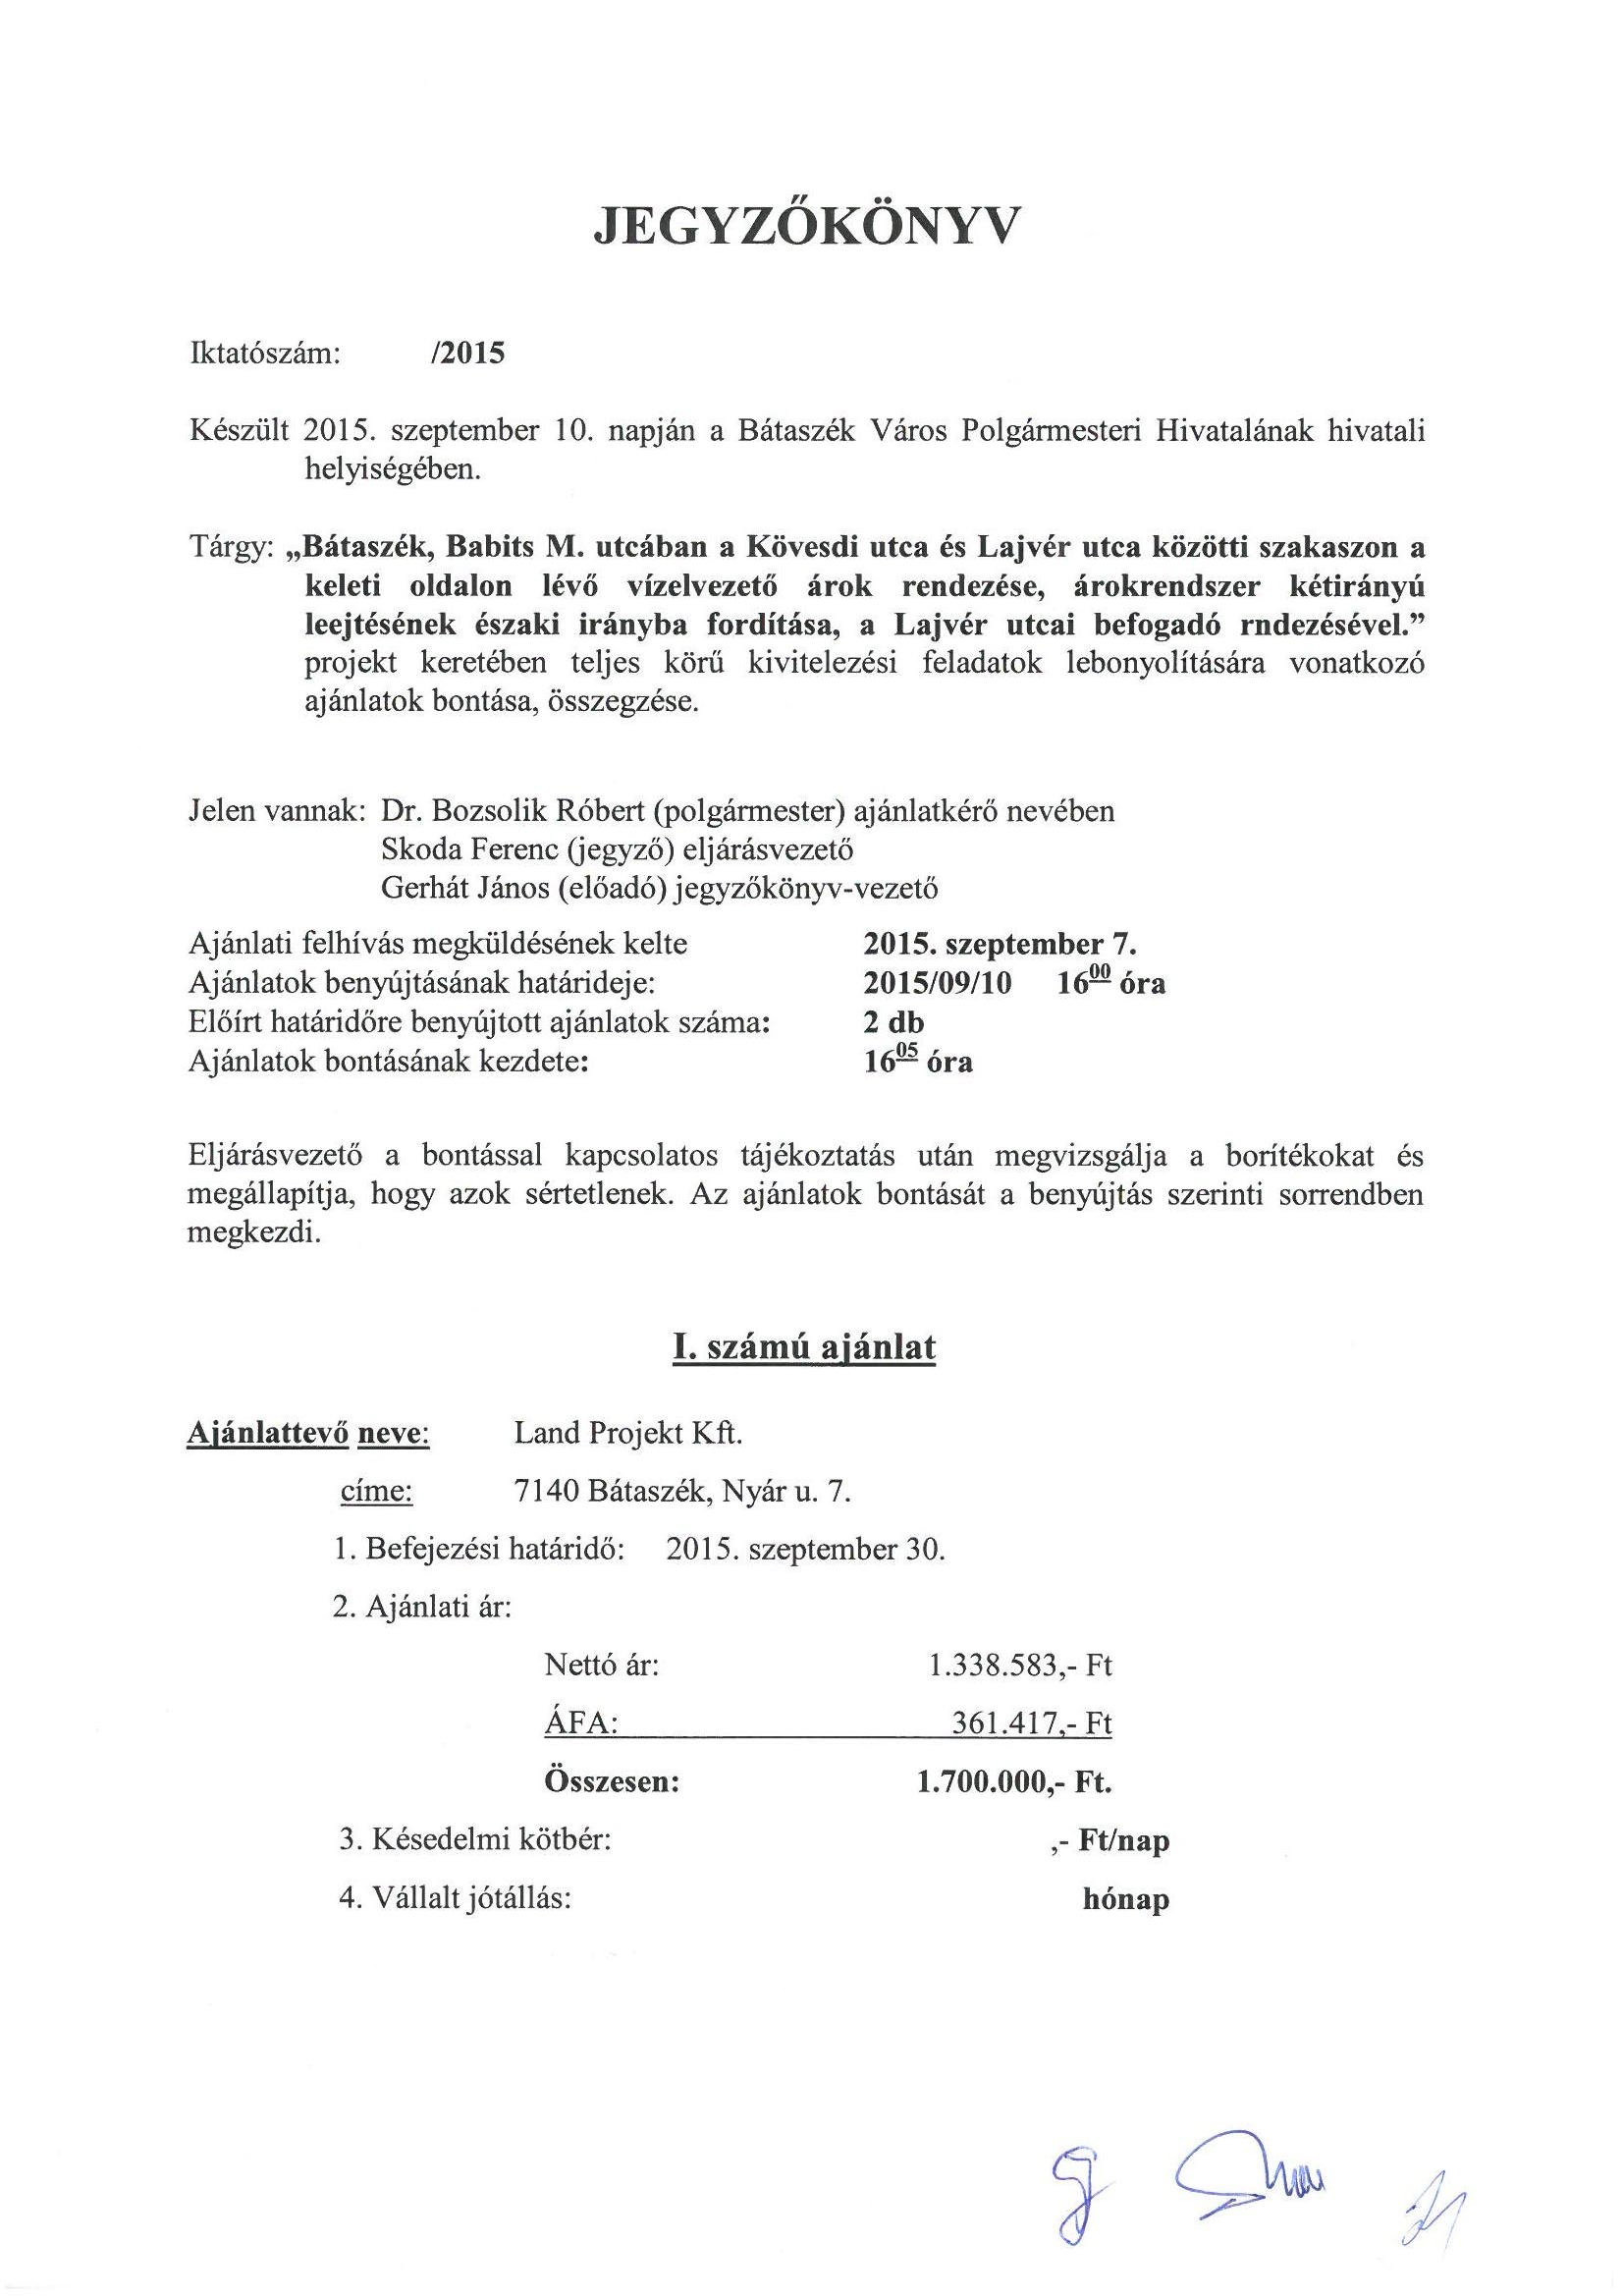 JEGYZŐKÖNYV
Iktatószám: /2015
Készült 2015. szeptember 10. napján a Bátaszék Város Polgármesteri Hivatalának hivatali
helyiségében.
Tárgy: „Bátaszék, Babits M. utcában a Kövesdi utca és Lajvér utca közötti szakaszon a
keleti oldalon lévő vízelvezető árok rendezése, árokrendszer kétirányú
leejtésének északi irányba fordítása, a Lajvér utcai befogadó rndezésével.”
projekt keretében teljes körű kivitelezési feladatok lebonyolítására vonatkozó
ajánlatok bontása, összegzése.
Jelen vannak: Dr. Bozsolik Róbert (polgármester) ajánlatkérő nevében
Skoda Ferenc (jegyző) eljárásvezető
Gerhát János (előadó) jegyzőkönyv-vezető
Ajánlati felhívás megküldésének kelte 2015. szeptember 7.
Ajánlatok benyújtásának határideje: 2015/09/10 16⁰⁰ óra
Előírt határidőre benyújtott ajánlatok száma: 2 db
Ajánlatok bontásának kezdete: 16⁰⁵ óra
Eljárásvezető a bontással kapcsolatos tájékoztatás után megvizsgálja a borítékokat és
megállapítja, hogy azok sértetlenek. Az ajánlatok bontását a benyújtás szerinti sorrendben
megkezdi.
I. számú ajánlat
Ajánlattevő neve: Land Projekt Kft.
címe: 7140 Bátaszék, Nyár u. 7.
1. Befejezési határidő: 2015. szeptember 30.
2. Ajánlati ár:
Nettó ár: 1.338.583,- Ft
ÁFA: 361.417,- Ft
Összesen: 1.700.000,- Ft.
3. Késedelmi kötbér: ,- Ft/nap
4. Vállalt jótállás: hónap